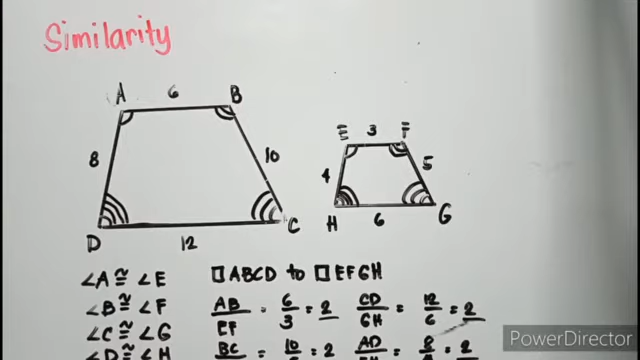 Similarity
A 6 B
8 10
D 12 C
E 3 F
4 5
H 6 G
∠A ≅ ∠E □ABCD to □EFGH
∠B ≅ ∠F AB/EF = 6/3 = 2 CD/GH = 12/6 = 2
∠C ≅ ∠G
∠D ≅ ∠H BC = 10 = 2 AD = 8 = 2
PowerDirector